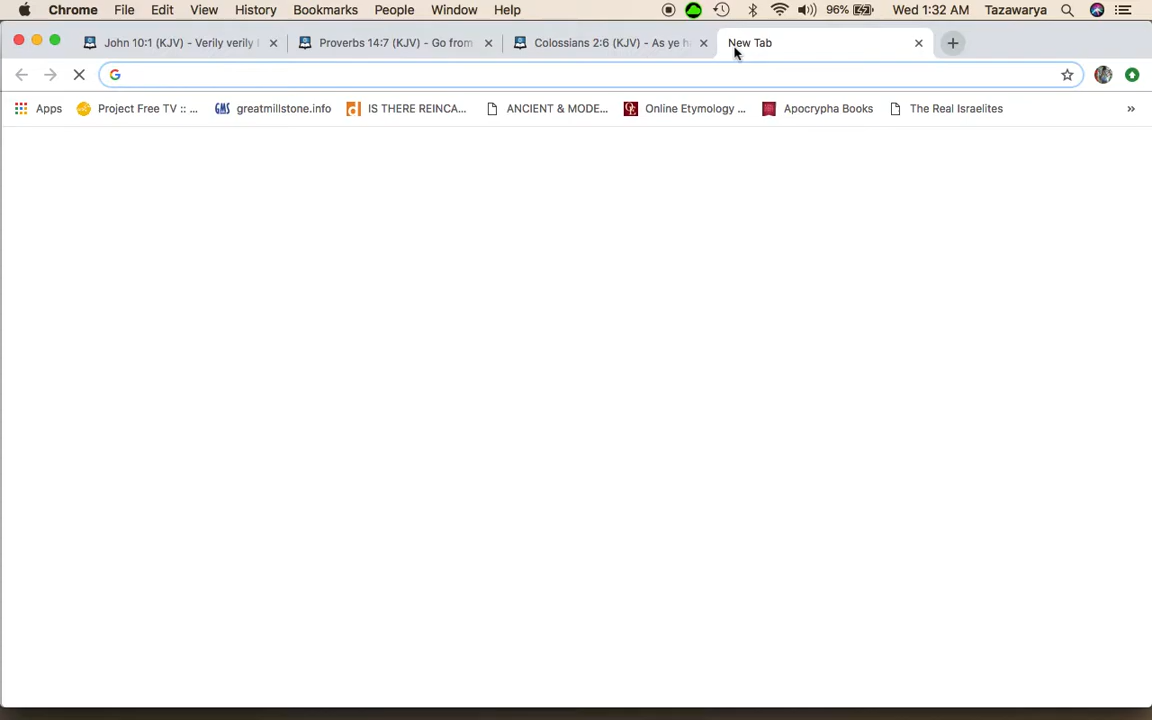 Chrome File Edit View History Bookmarks People Window Help 96% Wed 1:32 AM Tazawarya
John 10:1 (KJV) - Verily verily Proverbs 14:7 (KJV) - Go from Colossians 2:6 (KJV) - As ye h New Tab
Apps Project Free TV :: ... GMS greatmillstone.info IS THERE REINCA... ANCIENT & MODE... Online Etymology ... Apocrypha Books The Real Israelites »